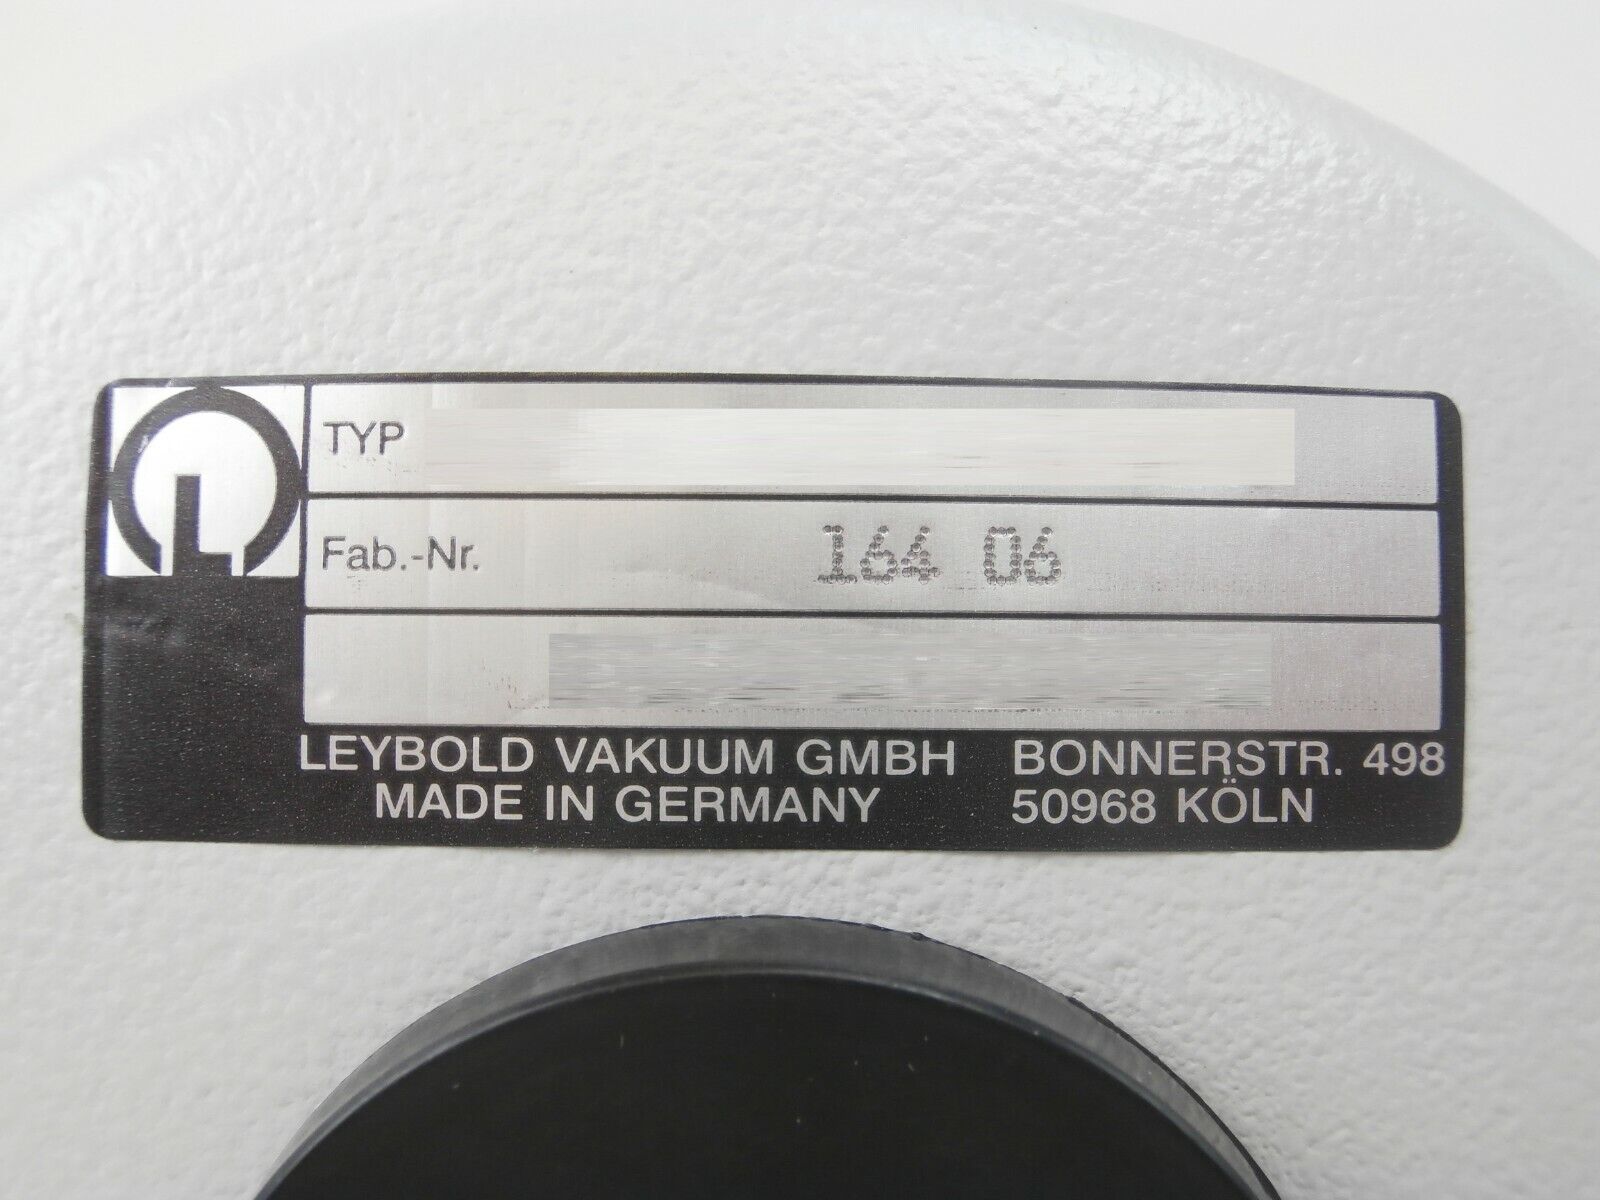 TYP
Fab.-Nr. 164 06
LEYBOLD VAKUUM GMBH BONNERSTR. 498
MADE IN GERMANY 50968 KÖLN